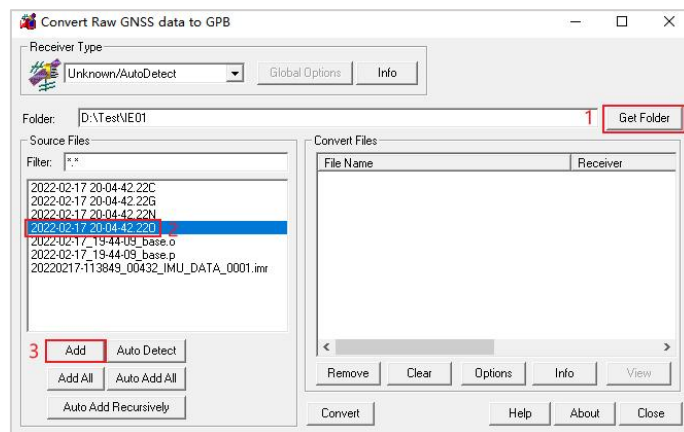 Convert Raw GNSS data to GPB
Receiver Type
Unknown/AutoDetect
Global Options
Info
Folder:
D:\Test\IE01
1
Get Folder
Source Files
Filter:
*.*
2022-02-17 20-04-42.22C
2022-02-17 20-04-42.22G
2022-02-17 20-04-42.22N
2022-02-17 20-04-42.22O
2
2022-02-17_19-44-09_base.o
2022-02-17_19-44-09_base.p
20220217-113849_00432_IMU_DATA_0001.imr
3
Add
Auto Detect
Add All
Auto Add All
Auto Add Recursively
Convert Files
File Name
Receiver
Remove
Clear
Options
Info
View
Convert
Help
About
Close